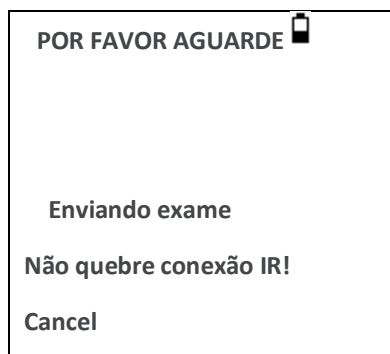 POR FAVOR AGUARDE
Enviando exame
Não quebre conexão IR!
Cancel